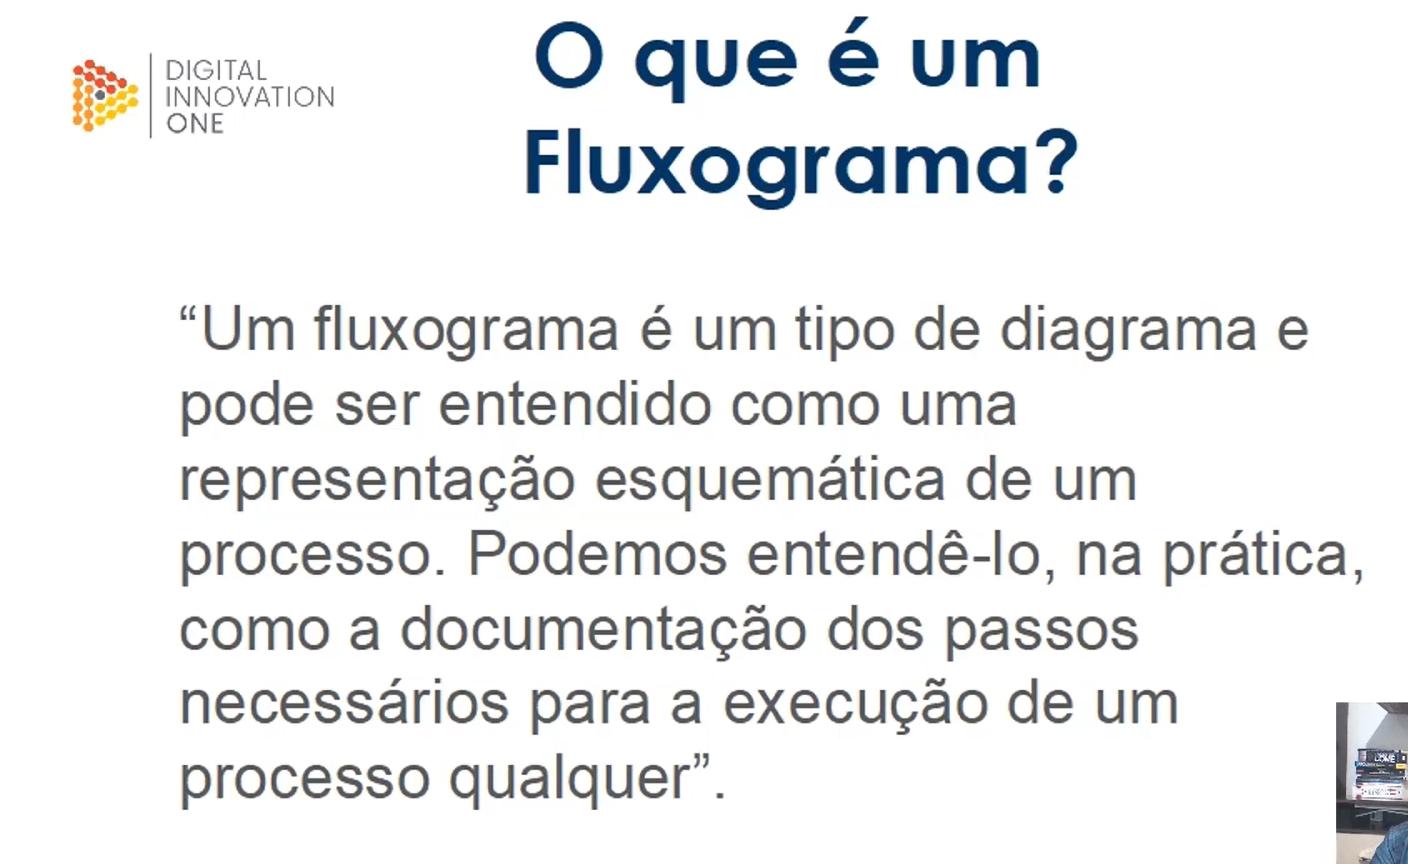 DIGITAL
INNOVATION
ONE
O que é um
Fluxograma?
“Um fluxograma é um tipo de diagrama e
pode ser entendido como uma
representação esquemática de um
processo. Podemos entendê-lo, na prática,
como a documentação dos passos
necessários para a execução de um
processo qualquer”.